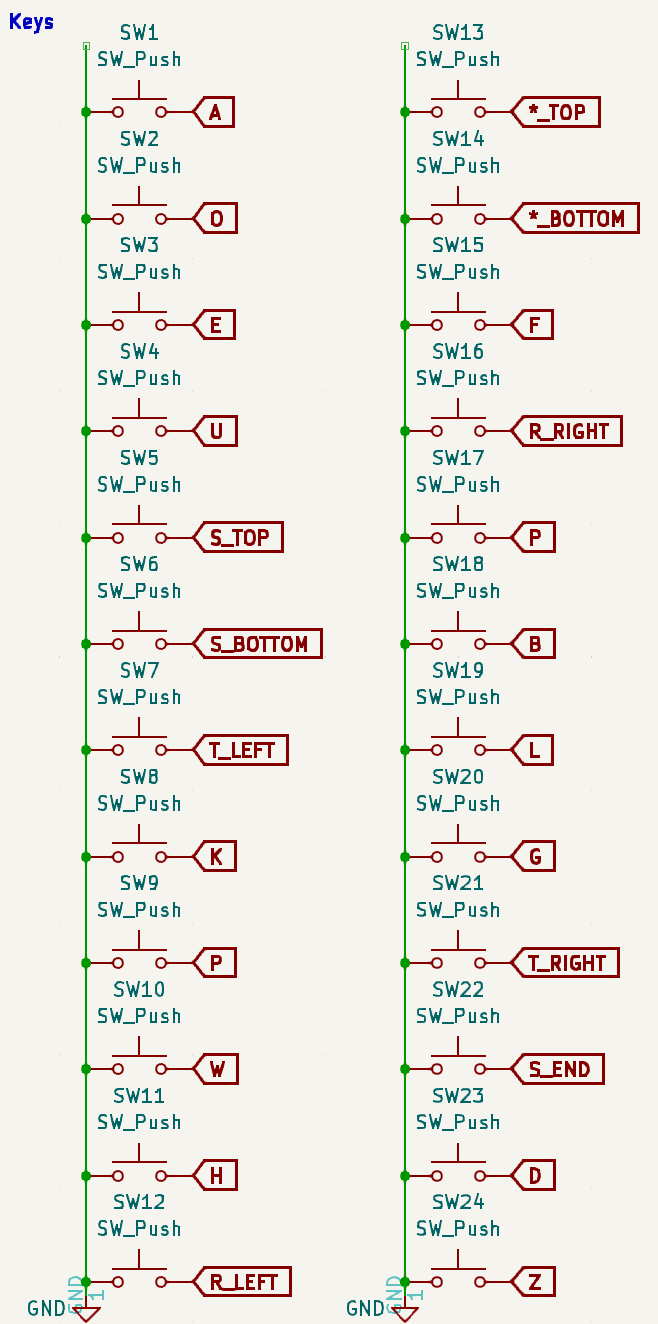 Keys
SW1
SW_Push
A
SW2
SW_Push
O
SW3
SW_Push
E
SW4
SW_Push
U
SW5
SW_Push
S_TOP
SW6
SW_Push
S_BOTTOM
SW7
SW_Push
T_LEFT
SW8
SW_Push
K
SW9
SW_Push
P
SW10
SW_Push
W
SW11
SW_Push
H
SW12
SW_Push
R_LEFT
GND
1
GND
SW13
SW_Push
*_TOP
SW14
SW_Push
*_BOTTOM
SW15
SW_Push
F
SW16
SW_Push
R_RIGHT
SW17
SW_Push
P
SW18
SW_Push
B
SW19
SW_Push
L
SW20
SW_Push
G
SW21
SW_Push
T_RIGHT
SW22
SW_Push
S_END
SW23
SW_Push
D
SW24
SW_Push
Z
GND
1
GND